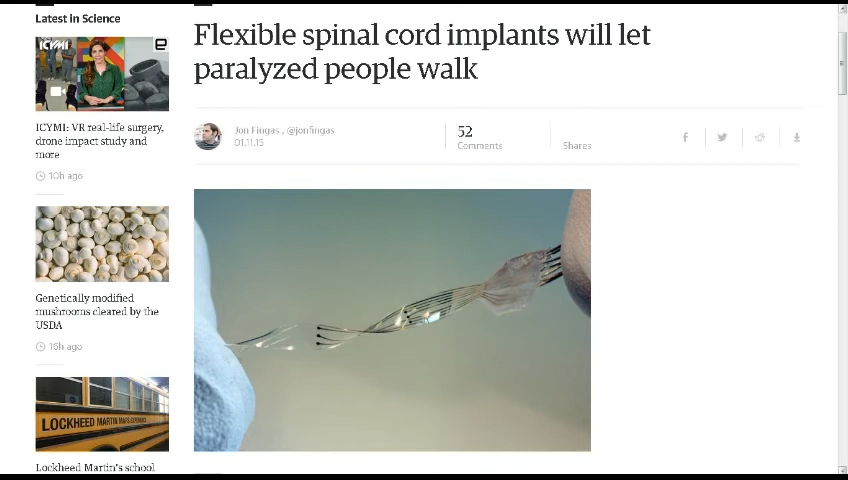 Latest in Science
ICYMI
e
ICYMI: VR real-life surgery,
drone impact study and
more
10h ago
Genetically modified
mushrooms cleared by the
USDA
16h ago
LOCKHEED MARTIN MARS EXPERIENCE
Lockheed Martin's school
Flexible spinal cord implants will let
paralyzed people walk
Jon Fingas , @jonfingas
01.11.15
52
Comments
Shares